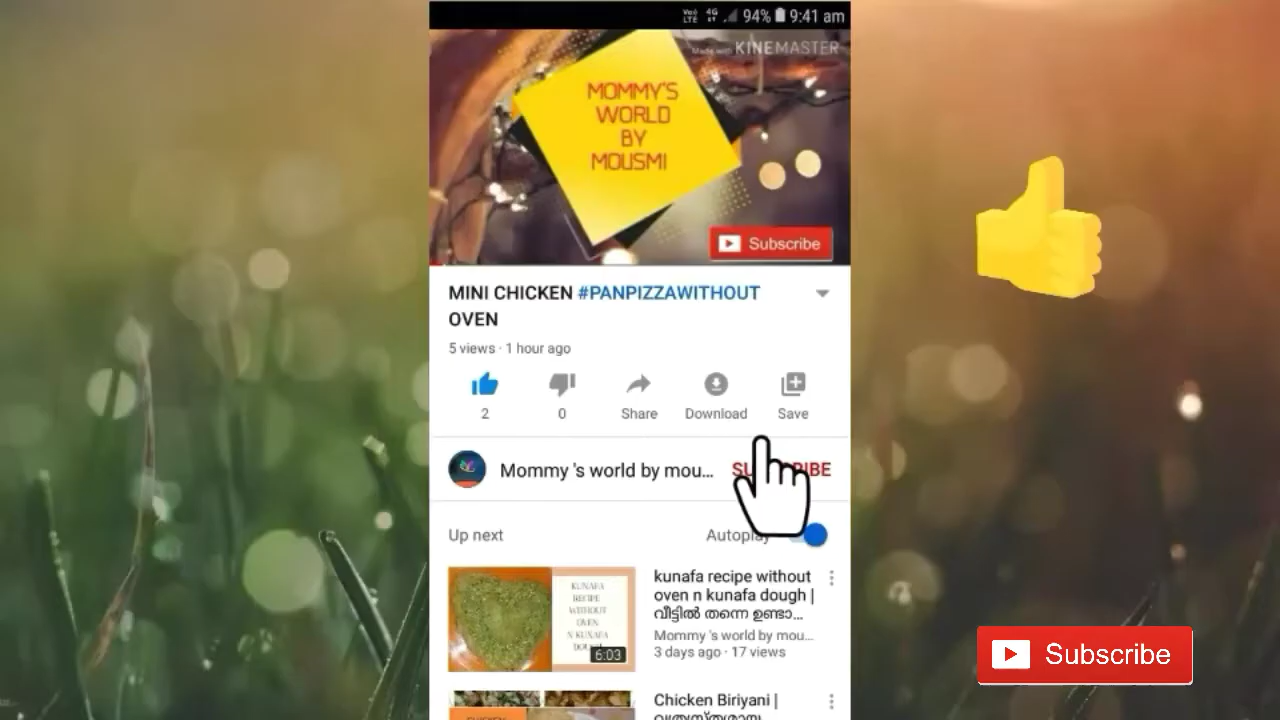 Vo LTE 4G 94% 9:41 am
Made with KINEMASTER
MOMMY'S
WORLD
BY
MOUSMI
Subscribe
MINI CHICKEN #PANPIZZAWITHOUT
OVEN
5 views · 1 hour ago
2 0 Share Download Save
Mommy 's world by mou...
Up next Autoplay
KUNAFA
RECIPE
WITHOUT
OVEN
N KUNAFA
6:03
kunafa recipe without
oven n kunafa dough |
വീട്ടിൽ തന്നെ ഉണ്ടാ...
Mommy 's world by mou...
3 days ago · 17 views
Chicken Biriyani |
Subscribe